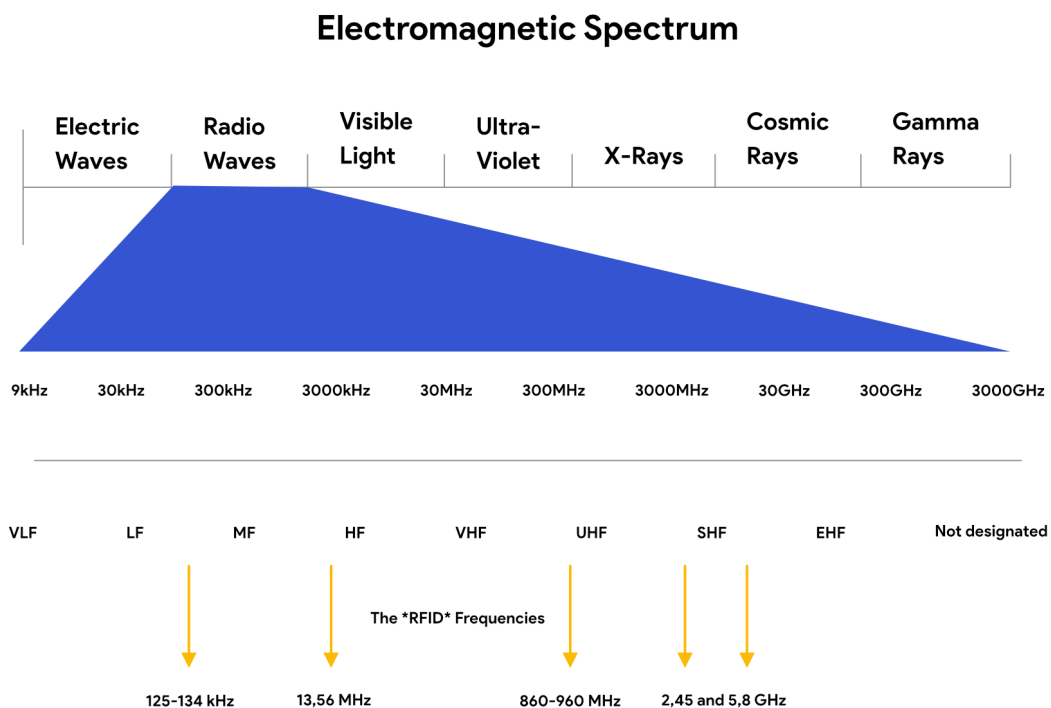 Electromagnetic Spectrum
Electric
Waves
Radio
Waves
Visible
Light
Ultra-
Violet
X-Rays
Cosmic
Rays
Gamma
Rays
9kHz 30kHz 300kHz 3000kHz 30MHz 300MHz 3000MHz 30GHz 300GHz 3000GHz
VLF LF MF HF VHF UHF SHF EHF Not designated
The *RFID* Frequencies
125-134 kHz 13,56 MHz 860-960 MHz 2,45 and 5,8 GHz